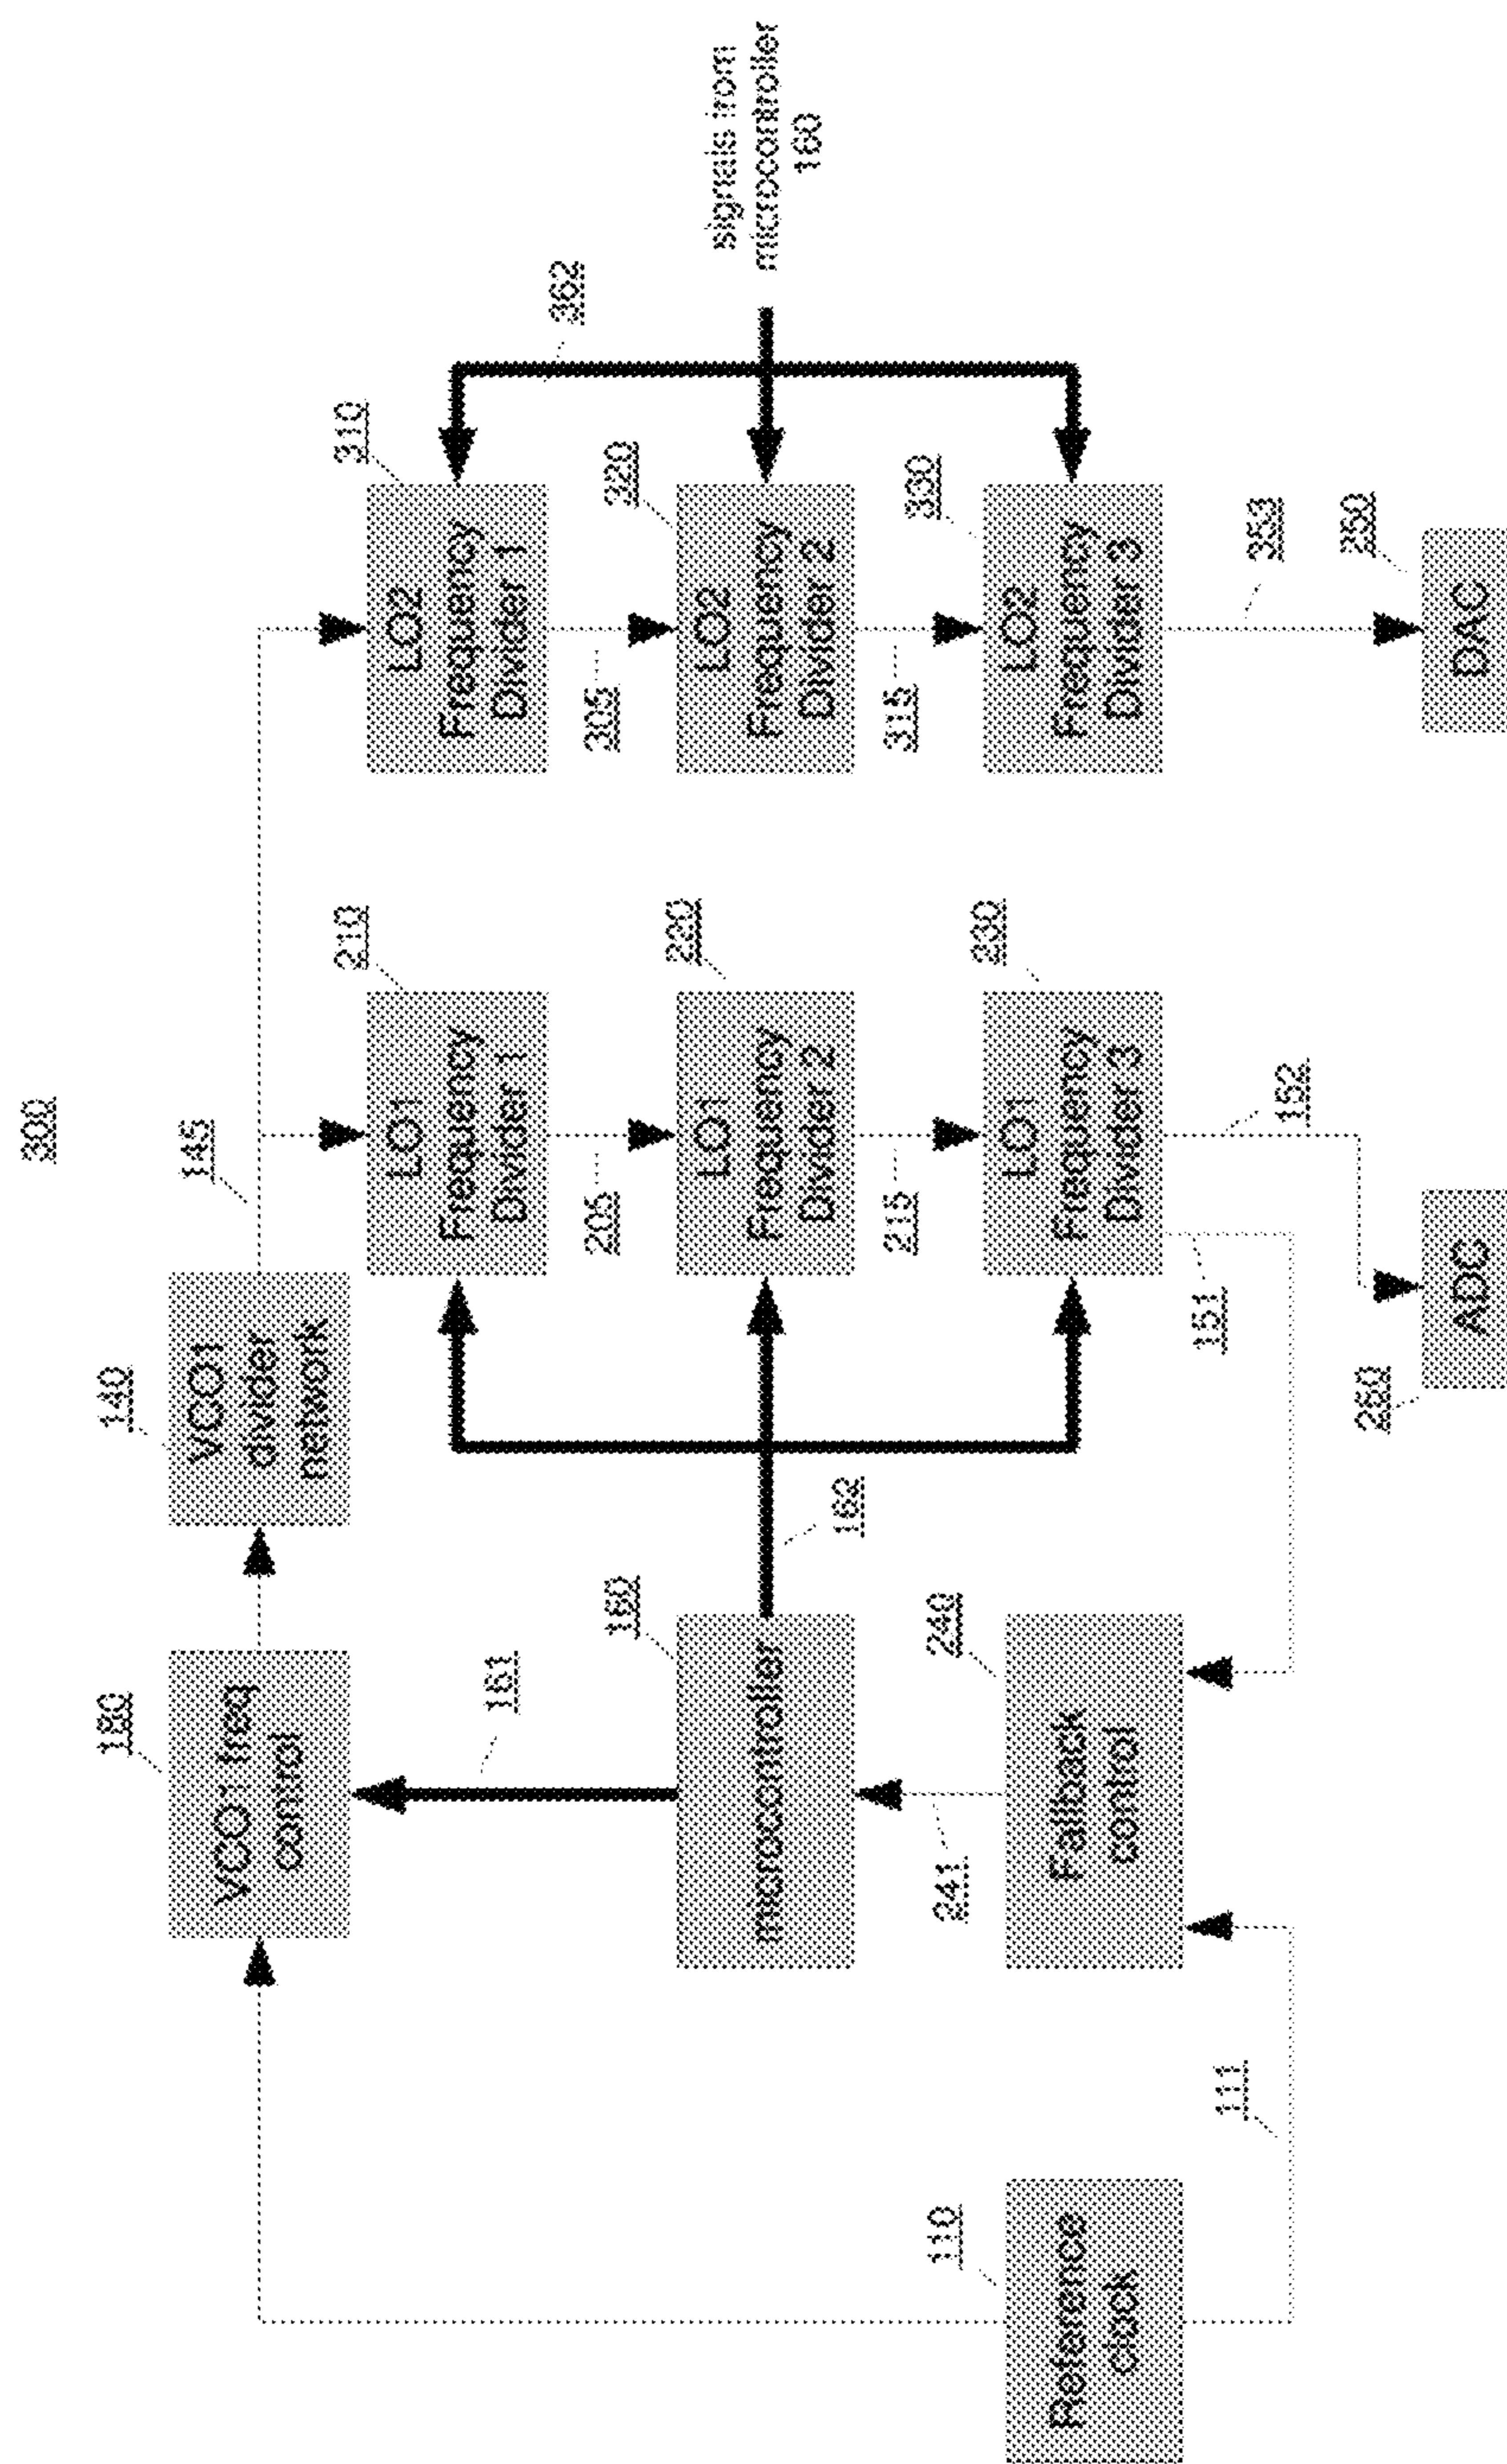 300
180
140
145
VCO1 freq
control
VCO1
divider
network
210
310
LO1
Frequency
Divider 1
LO2
Frequency
Divider 1
362
161
205
305
160
220
320
microcontroller
LO1
Frequency
Divider 2
LO2
Frequency
Divider 2
signals from
microcontroller
160
162
241
215
315
110
240
230
330
Reference
clock
Fallback
control
LO1
Frequency
Divider 3
LO2
Frequency
Divider 3
111
151
152
353
260
250
ADC
DAC